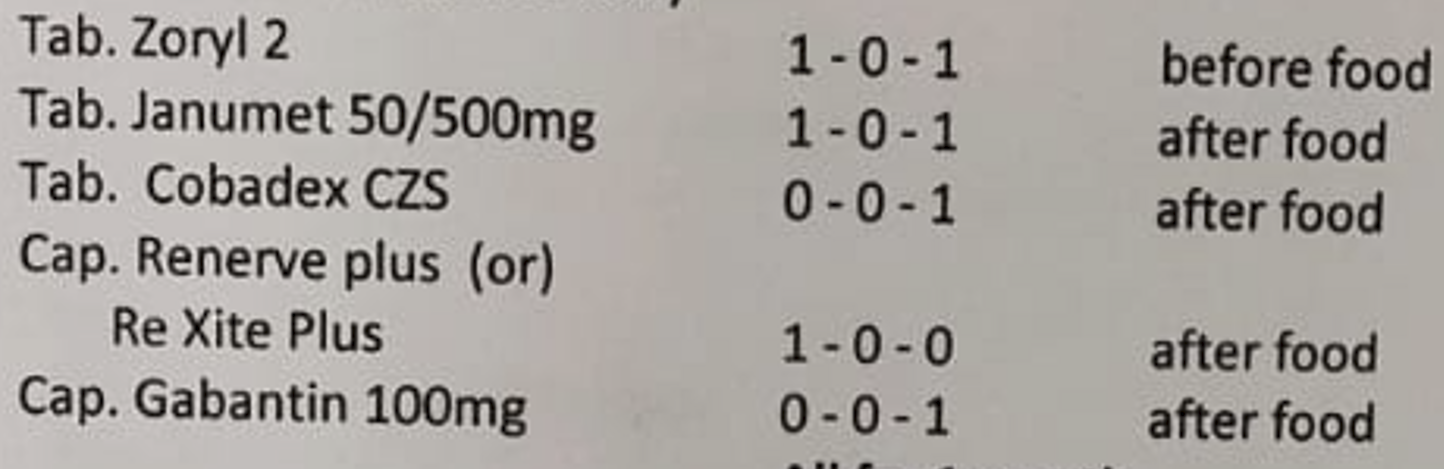 Tab. Zoryl 2 1 - 0 - 1 before food
Tab. Janumet 50/500mg 1 - 0 - 1 after food
Tab. Cobadex CZS 0 - 0 - 1 after food
Cap. Renerve plus (or)
Re Xite Plus 1 - 0 - 0 after food
Cap. Gabantin 100mg 0 - 0 - 1 after food